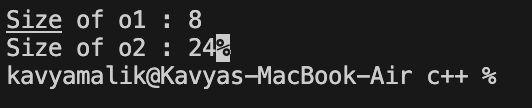 Size of o1 : 8
Size of o2 : 24%
kavyamalik@Kavyas-MacBook-Air c++ %